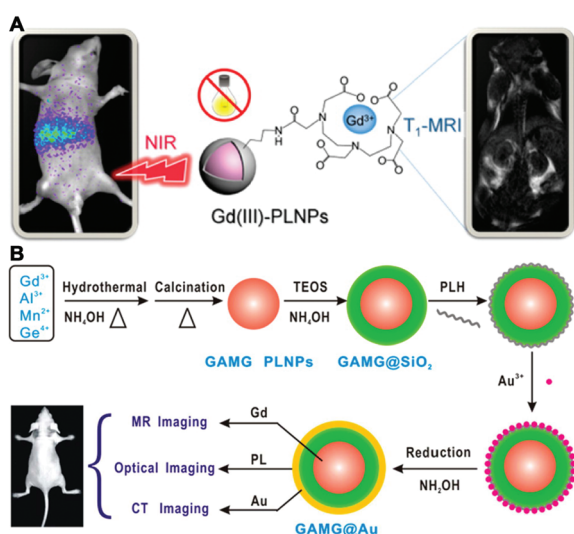 A
NIR
Gd(III)-PLNPs
O
O⁻
O
⁻O
N
H
O
N
N
N
Gd³⁺
O⁻
O
O⁻
O
T₁-MRI
B
Gd³⁺
Al³⁺
Mn²⁺
Ge⁴⁺
Hydrothermal
NH₄OH △
Calcination
△
GAMG PLNPs
TEOS
NH₄OH
GAMG@SiO₂
PLH
Au³⁺
Reduction
NH₂OH
GAMG@Au
Gd
PL
Au
MR Imaging
Optical Imaging
CT Imaging